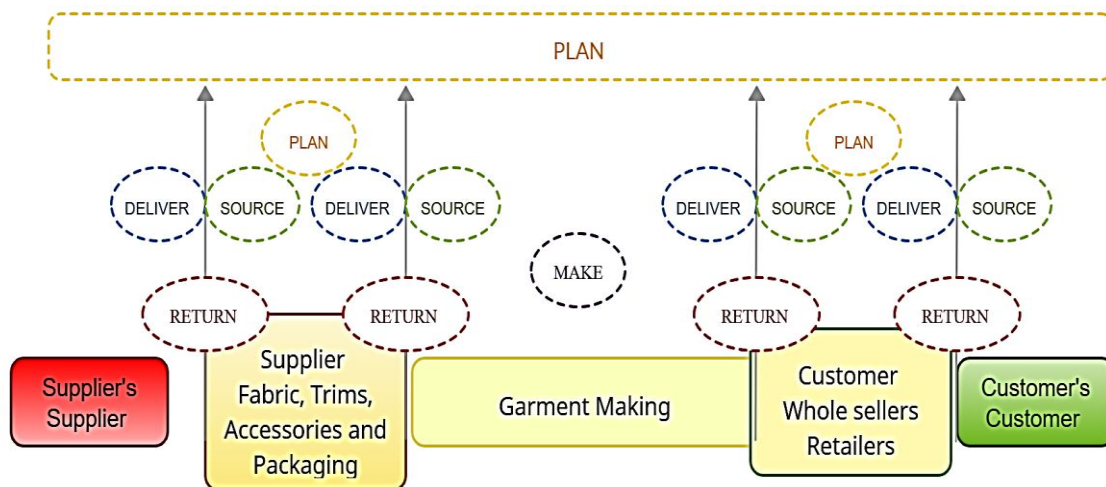 PLAN
PLAN
PLAN
DELIVER
SOURCE
DELIVER
SOURCE
DELIVER
SOURCE
DELIVER
SOURCE
MAKE
RETURN
RETURN
RETURN
RETURN
Supplier's
Supplier
Supplier
Fabric, Trims,
Accessories and
Packaging
Garment Making
Customer
Whole sellers
Retailers
Customer's
Customer